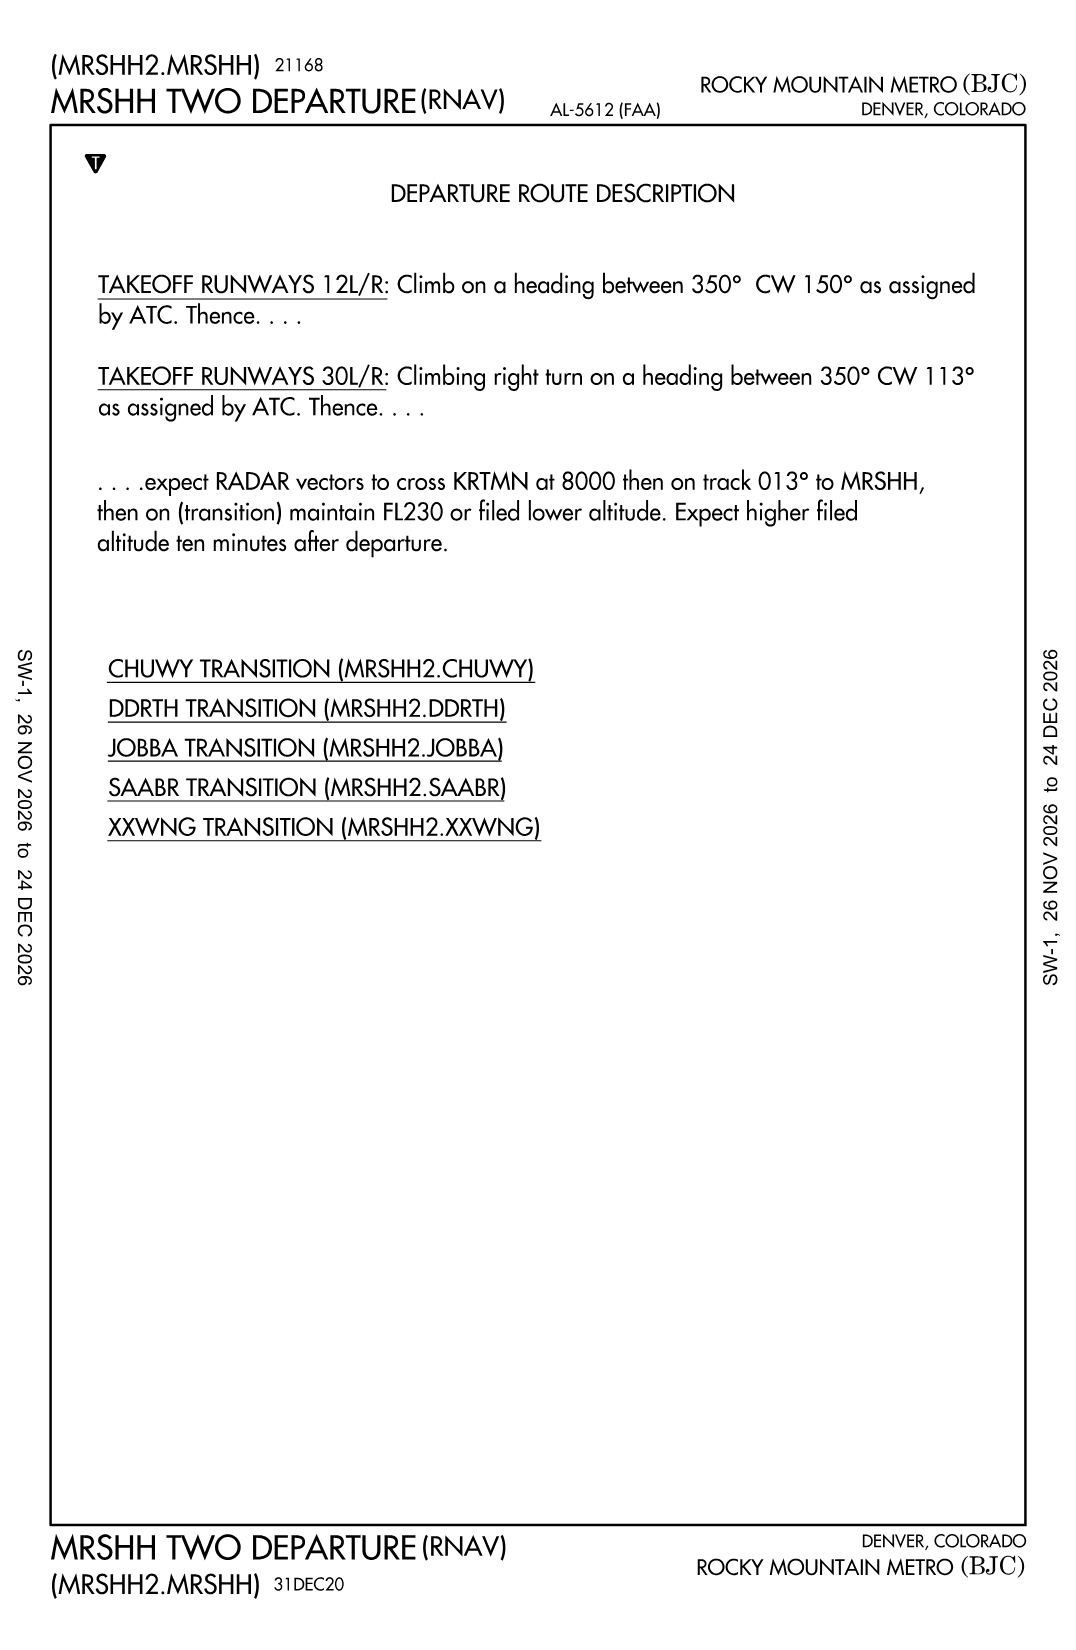 (MRSHH2.MRSHH) 21168
MRSHH TWO DEPARTURE (RNAV)
AL-5612 (FAA)
ROCKY MOUNTAIN METRO (BJC)
DENVER, COLORADO
T
DEPARTURE ROUTE DESCRIPTION
TAKEOFF RUNWAYS 12L/R: Climb on a heading between 350° CW 150° as assigned
by ATC. Thence. . . .
TAKEOFF RUNWAYS 30L/R: Climbing right turn on a heading between 350° CW 113°
as assigned by ATC. Thence. . . .
. . . .expect RADAR vectors to cross KRTMN at 8000 then on track 013° to MRSHH,
then on (transition) maintain FL230 or filed lower altitude. Expect higher filed
altitude ten minutes after departure.
CHUWY TRANSITION (MRSHH2.CHUWY)
DDRTH TRANSITION (MRSHH2.DDRTH)
JOBBA TRANSITION (MRSHH2.JOBBA)
SAABR TRANSITION (MRSHH2.SAABR)
XXWNG TRANSITION (MRSHH2.XXWNG)
SW-1, 26 NOV 2026 to 24 DEC 2026
SW-1, 26 NOV 2026 to 24 DEC 2026
MRSHH TWO DEPARTURE (RNAV)
(MRSHH2.MRSHH) 31DEC20
DENVER, COLORADO
ROCKY MOUNTAIN METRO (BJC)